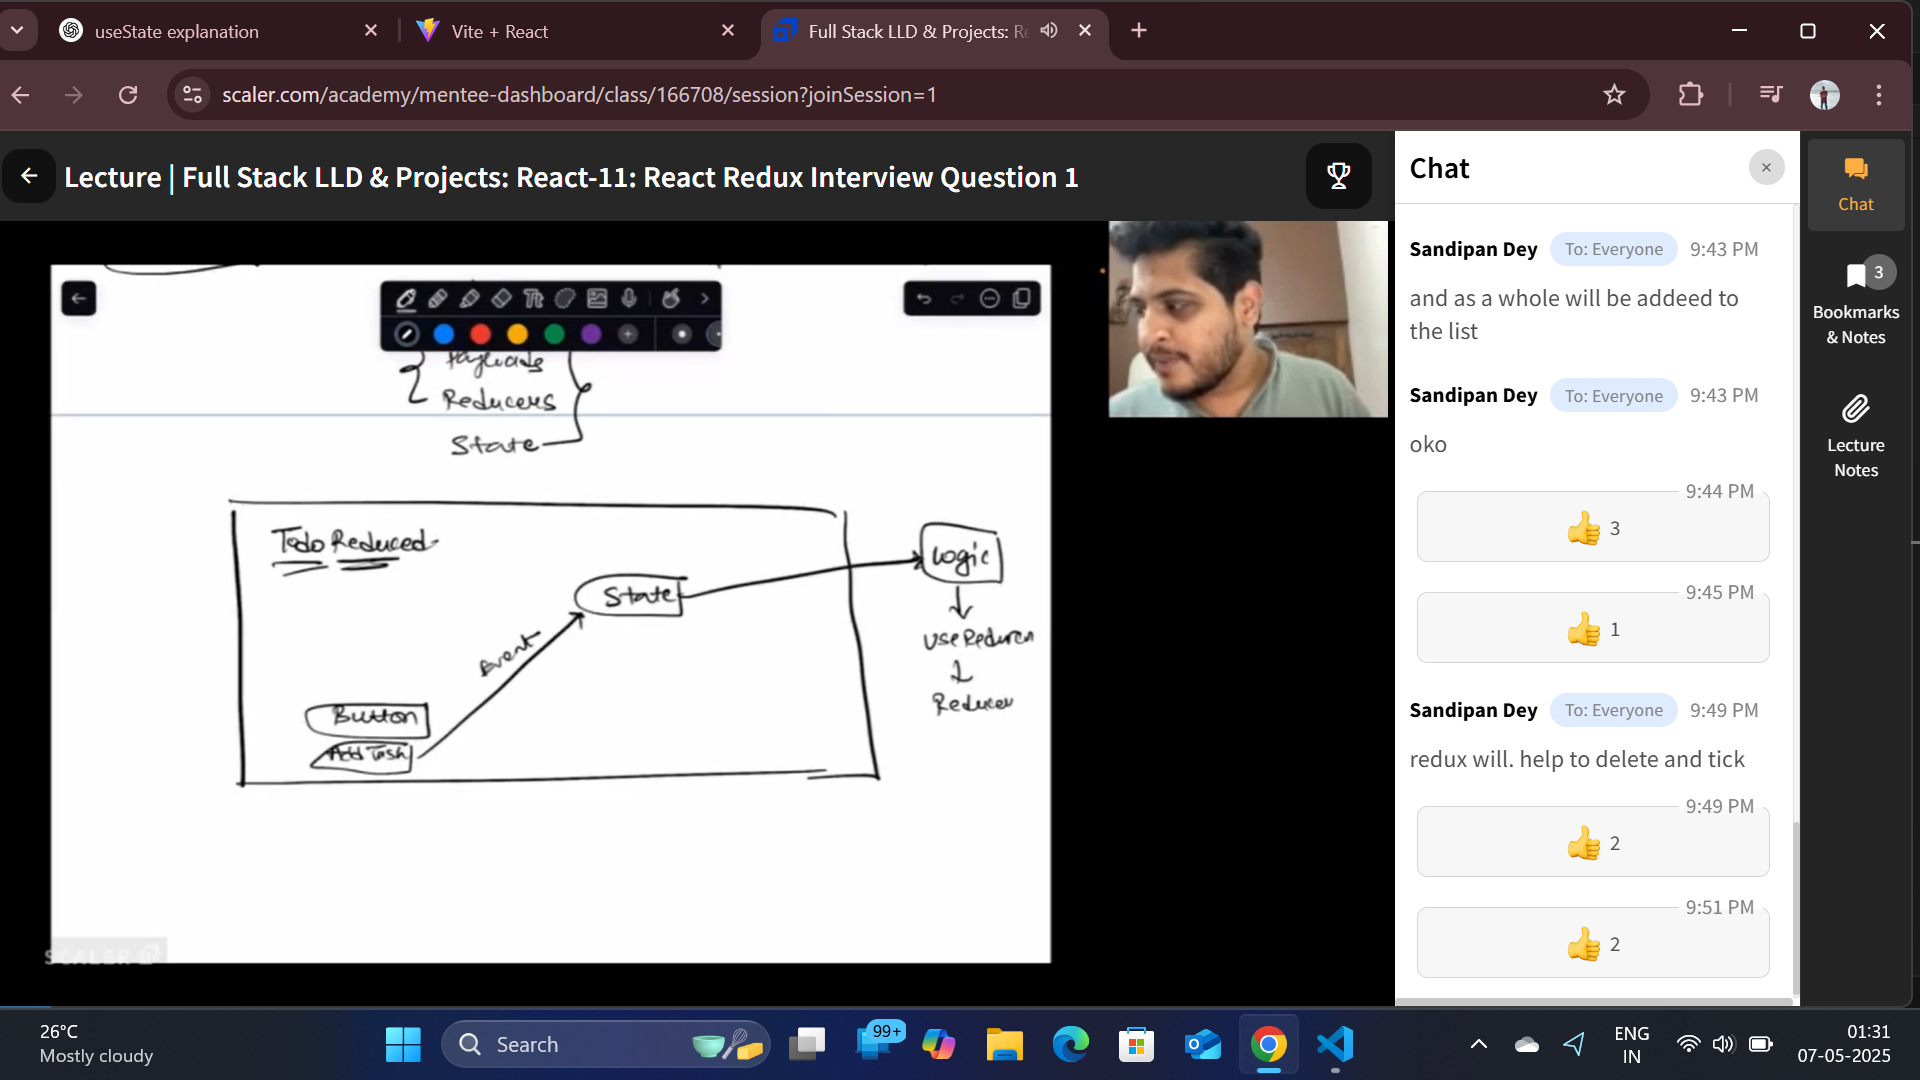 useState explanation
Vite + React
Full Stack LLD & Projects: Re
scaler.com/academy/mentee-dashboard/class/166708/session?joinSession=1
Lecture | Full Stack LLD & Projects: React-11: React Redux Interview Question 1
Reducers
State
Todo Reduced
State
Logic
Event
UseReducer
Reducer
Button
Add Task
SCALER
Chat
Sandipan Dey To: Everyone 9:43 PM
and as a whole will be addeed to
the list
Sandipan Dey To: Everyone 9:43 PM
oko
9:44 PM
👍 3
9:45 PM
👍 1
Sandipan Dey To: Everyone 9:49 PM
redux will. help to delete and tick
9:49 PM
👍 2
9:51 PM
👍 2
Chat
3
Bookmarks
& Notes
Lecture
Notes
26°C
Mostly cloudy
Search
99+
ENG
IN
01:31
07-05-2025